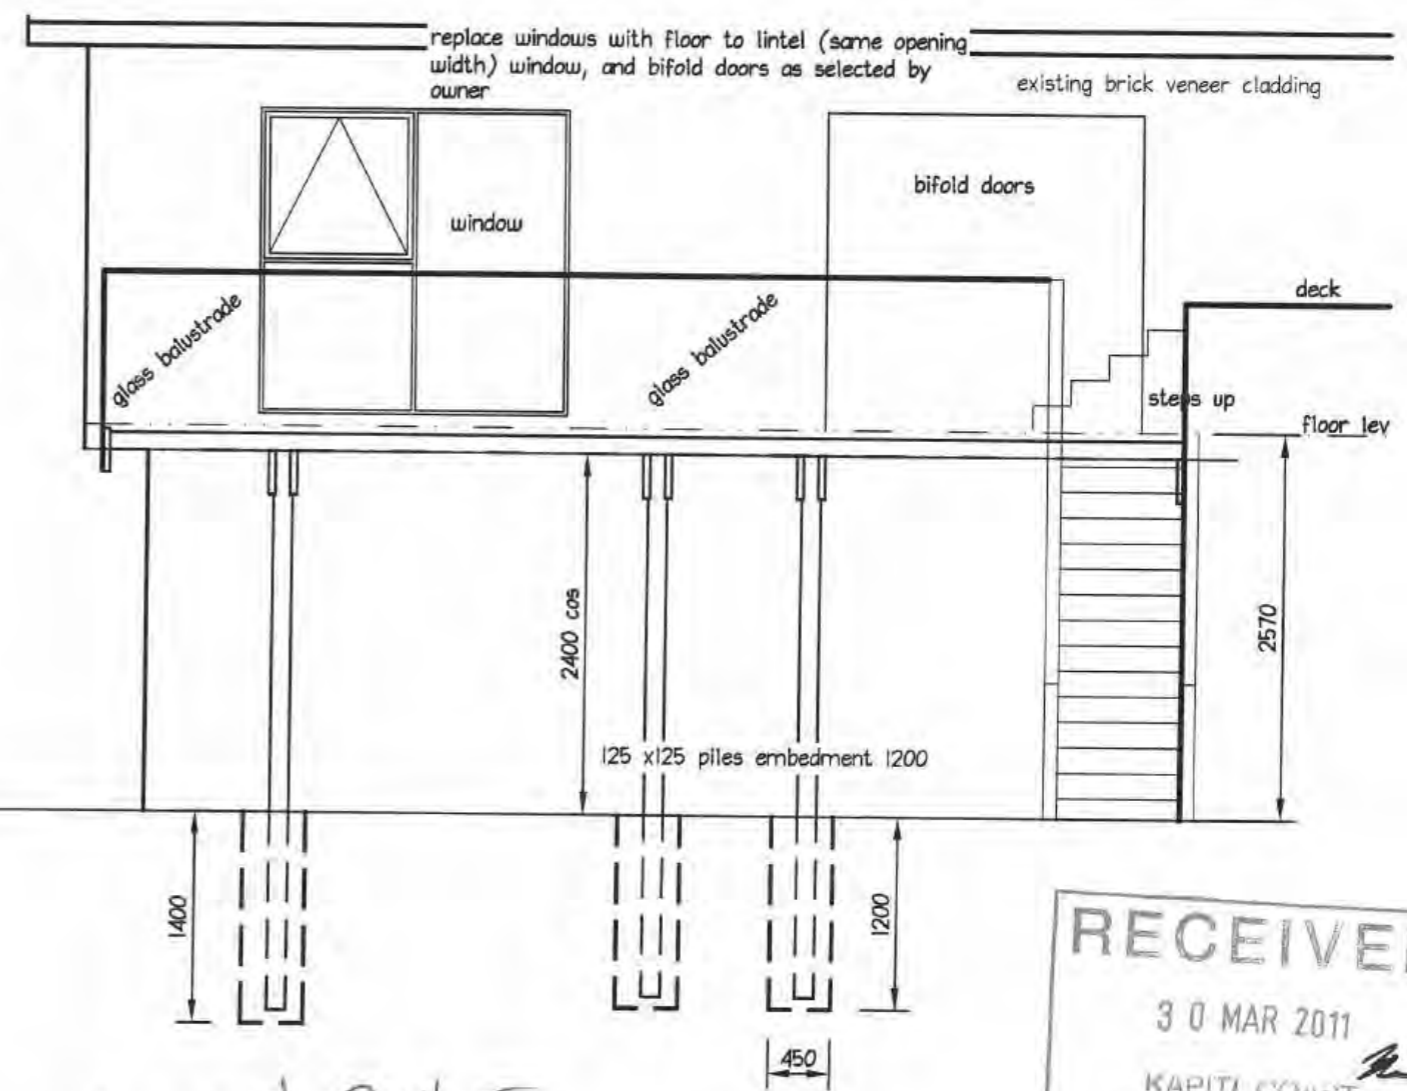 replace windows with floor to lintel (same opening
width) window, and bifold doors as selected by
owner
existing brick veneer cladding
bifold doors
window
deck
glass balustrade
glass balustrade
steps up
floor lev
2400 cos
2570
125 x125 piles embedment 1200
1400
1200
450
RECEIVE
30 MAR 2011